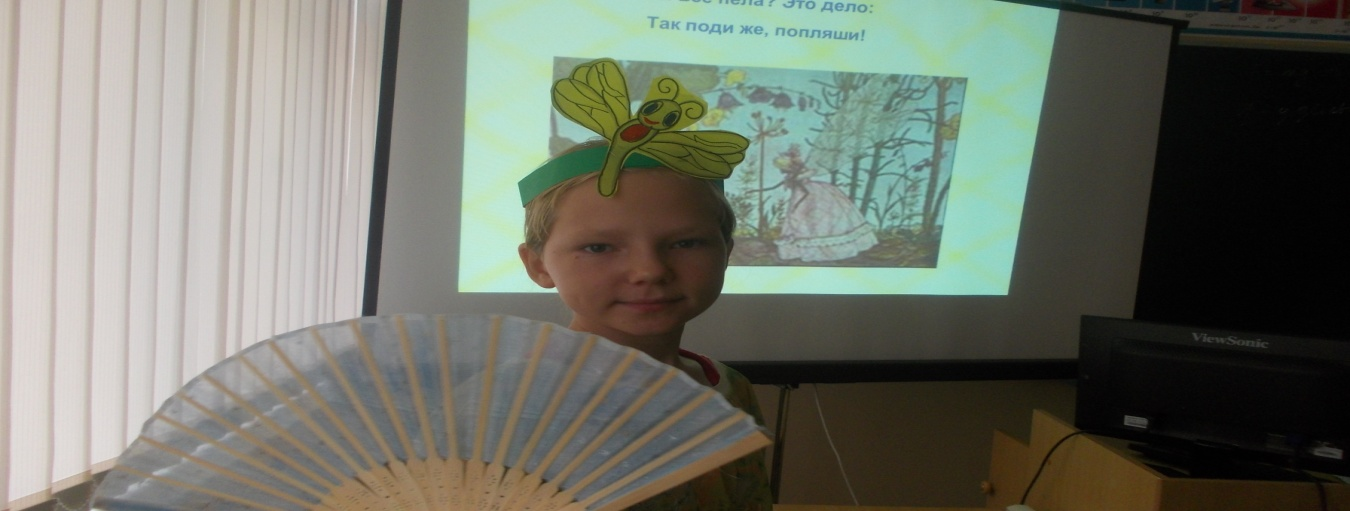 пела? Это дело:
Так поди же, попляши!
ViewSonic